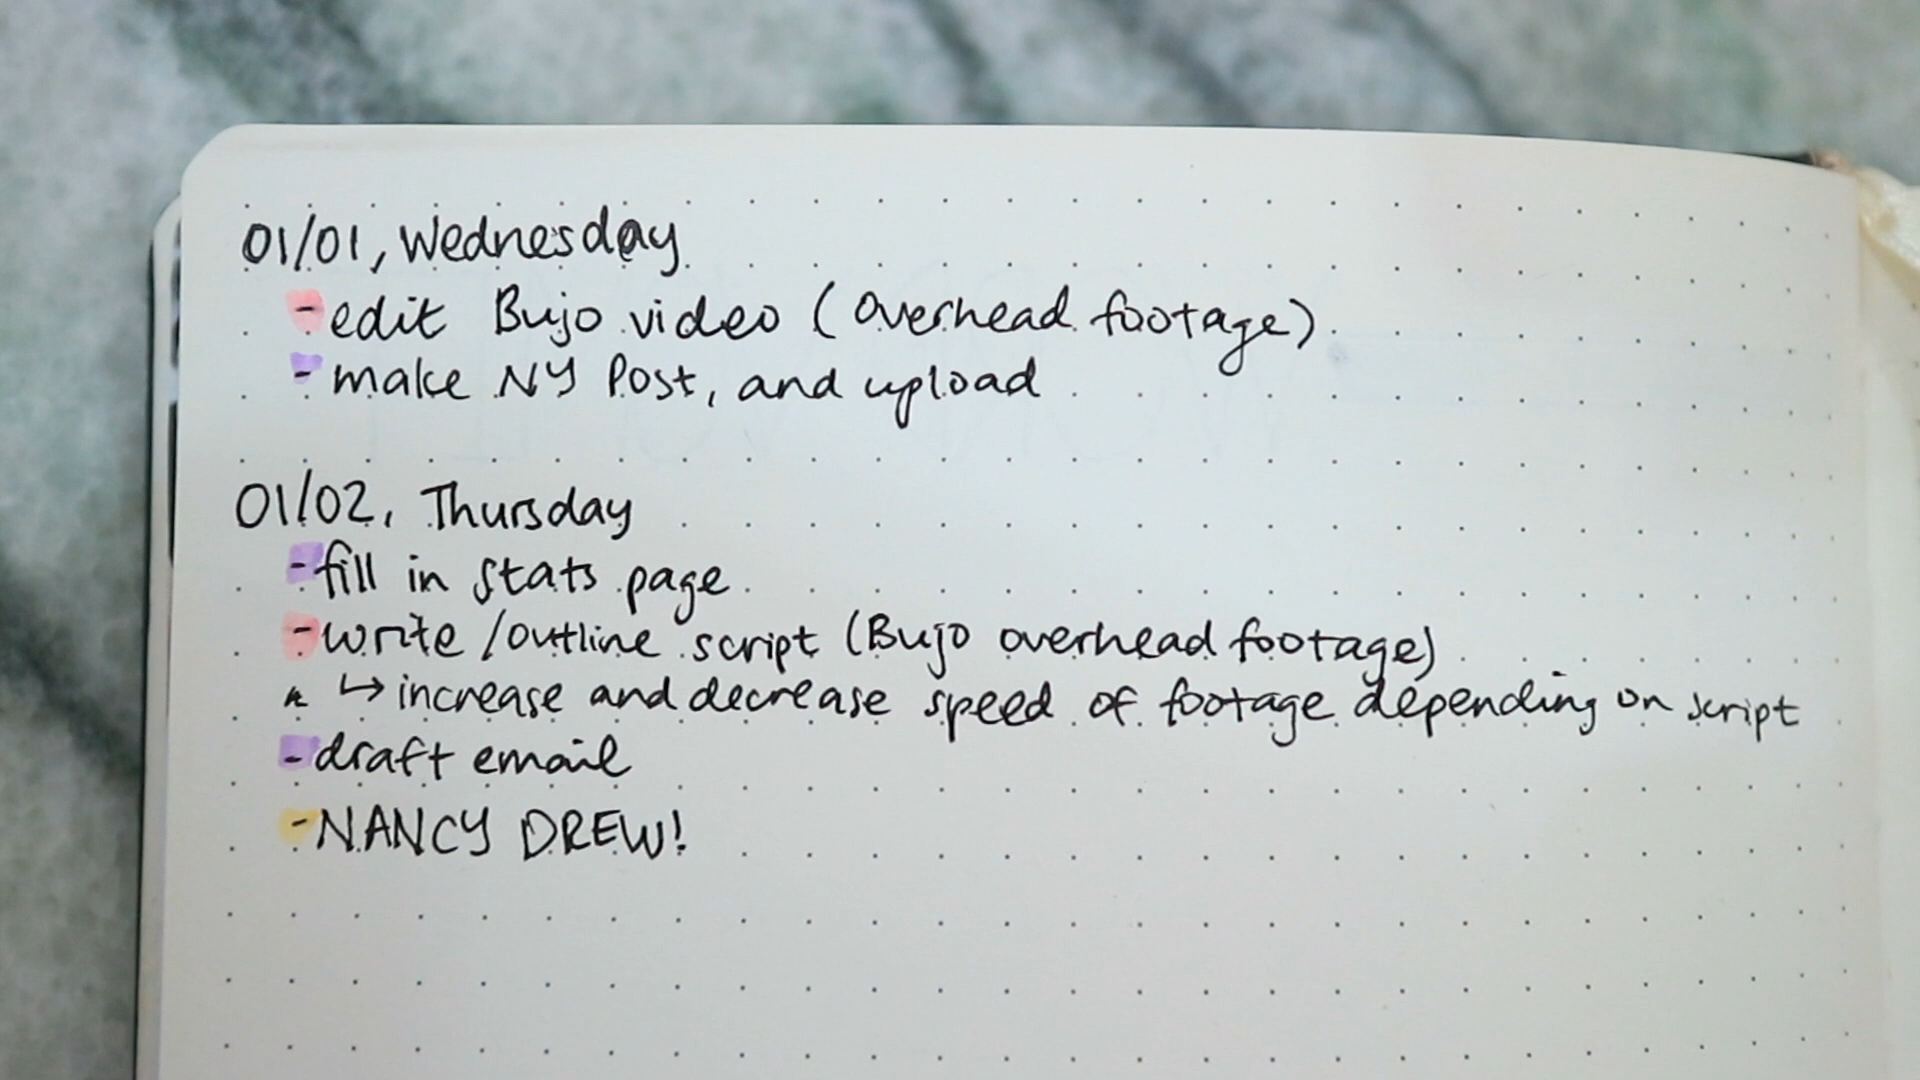 01/01, Wednesday
- edit Bujo video (overhead footage)
- make NY Post, and upload
01/02, Thursday
- fill in stats page
- write/outline script (Bujo overhead footage)
↳ increase and decrease speed of footage depending on script
- draft email
- NANCY DREW!